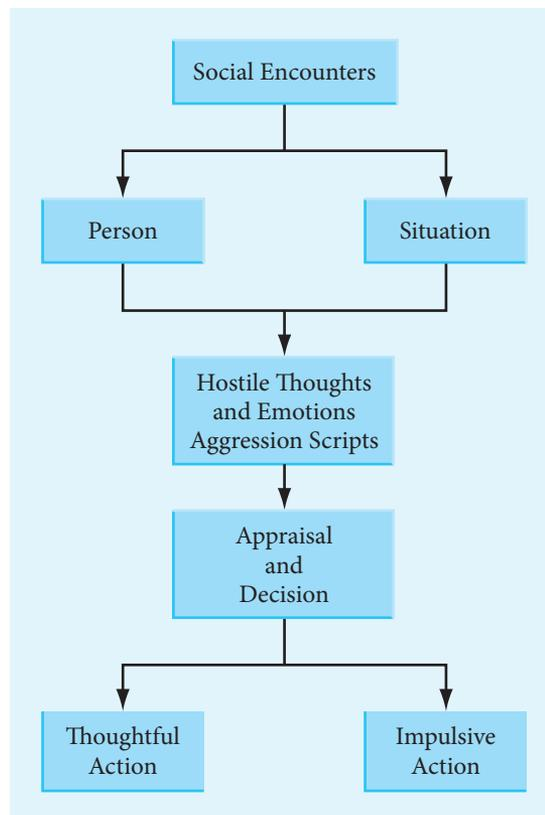 Social Encounters
Person
Situation
Hostile Thoughts
and Emotions
Aggression Scripts
Appraisal
and
Decision
Thoughtful
Action
Impulsive
Action